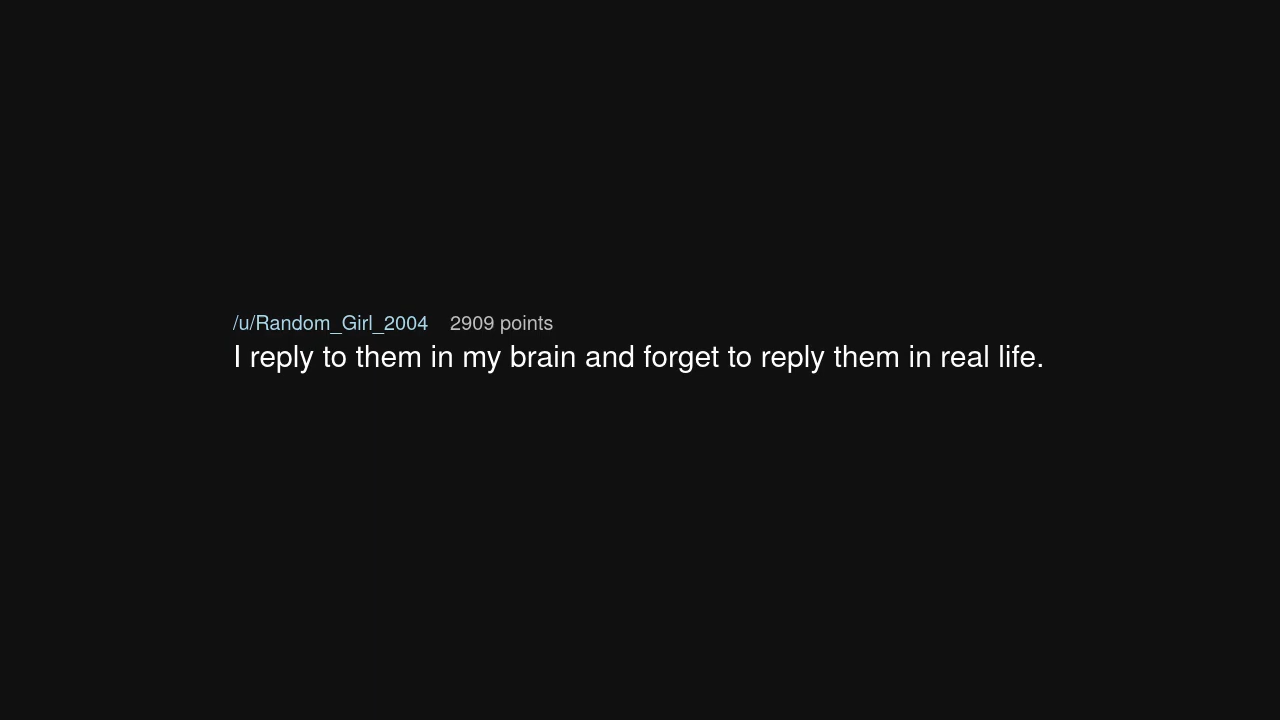 /u/Random_Girl_2004 2909 points
I reply to them in my brain and forget to reply them in real life.